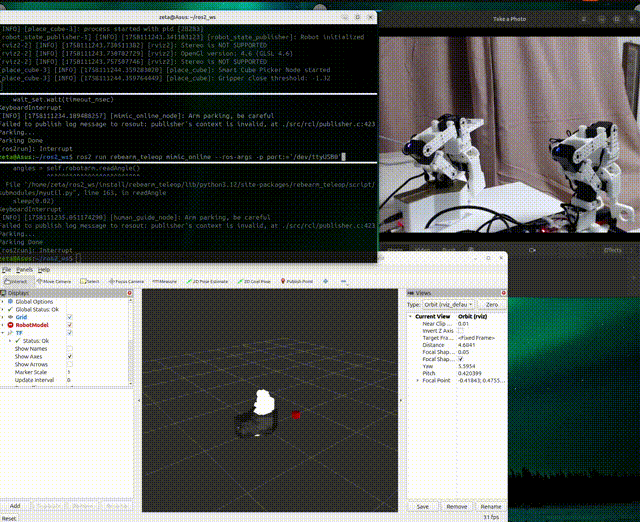 zeta@Asus: ~/ros2_ws
[INFO] [place_cube-3]: process started with pid [28283]
[robot_state_publisher-1] [INFO] [1758111243.341101123] [robot_state_publisher]: Robot initialized
[rviz2-2] [INFO] [1758111243.730511382] [rviz2]: Stereo is NOT SUPPORTED
[rviz2-2] [INFO] [1758111243.730702729] [rviz2]: OpenGl version: 4.6 (GLSL 4.6)
[rviz2-2] [INFO] [1758111243.757507746] [rviz2]: Stereo is NOT SUPPORTED
[place_cube-3] [INFO] [1758111244.359283020] [place_cube]: Smart Cube Picker Node started
[place_cube-3] [INFO] [1758111244.359764449] [place_cube]: Gripper close threshold: -1.32
wait_set.wait(timeout_nsec)
KeyboardInterrupt
[INFO] [1758111234.189488257] [mimic_online_node]: Arm parking, be careful
Failed to publish log message to rosout: publisher's context is invalid, at ./src/rcl/publisher.c:423
Parking...
Parking Done
[ros2run]: Interrupt
zeta@Asus:~/ros2_ws$ ros2 run rebearm_teleop mimic_online --ros-args -p port:='/dev/ttyUSB0'
angles = self.robotarm.readAngle()
^^^^^^^^^^^^^^^^^^^^^^^^^
File "/home/zeta/ros2_ws/install/rebearm_teleop/lib/python3.12/site-packages/rebearm_teleop/script/
submodules/myutil.py", line 163, in readAngle
sleep(0.02)
KeyboardInterrupt
[INFO] [1758111235.951174290] [human_guide_node]: Arm parking, be careful
Failed to publish log message to rosout: publisher's context is invalid, at ./src/rcl/publisher.c:423
Parking...
Parking Done
[ros2run]: Interrupt
zeta@Asus:~/ros2_ws$
Take a Photo
Effects
File Panels Help
Interact Move Camera Select Focus Camera Measure 2D Pose Estimate 2D Goal Pose Publish Point
Displays
Global Options
Global Status: Ok
Grid
RobotModel
TF
Status: Ok
Show Names
Show Axes
Show Arrows
Marker Scale 1
Update Interval 0
Add Duplicate Remove Rename
Reset
Views
Type: Orbit (rviz_defau Zero
Current View Orbit (rviz)
Near Clip ... 0.01
Invert Z Axis
Target Fra... <Fixed Frame>
Distance 4.6041
Focal Shap... 0.05
Focal Shap...
Yaw 5.5954
Pitch 0.420399
Focal Point -0.41843; 0.4755...
Save Remove Rename
31 fps